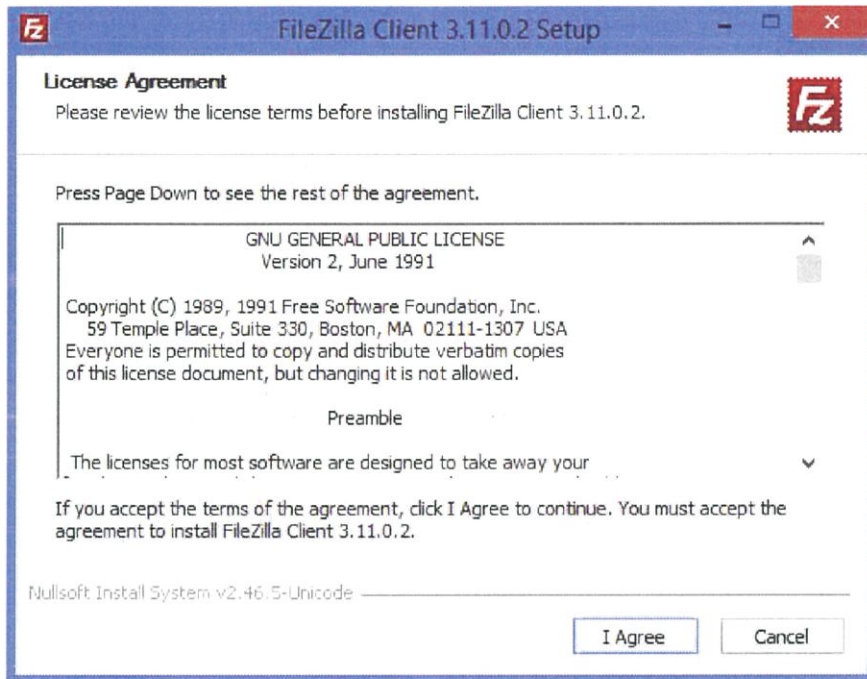 Fz
FileZilla Client 3.11.0.2 Setup
License Agreement
Please review the license terms before installing FileZilla Client 3.11.0.2.
Fz
Press Page Down to see the rest of the agreement.
GNU GENERAL PUBLIC LICENSE
Version 2, June 1991
Copyright (C) 1989, 1991 Free Software Foundation, Inc.
59 Temple Place, Suite 330, Boston, MA 02111-1307 USA
Everyone is permitted to copy and distribute verbatim copies
of this license document, but changing it is not allowed.
Preamble
The licenses for most software are designed to take away your
If you accept the terms of the agreement, click I Agree to continue. You must accept the
agreement to install FileZilla Client 3.11.0.2.
Nullsoft Install System v2.46.5-Unicode
I Agree
Cancel